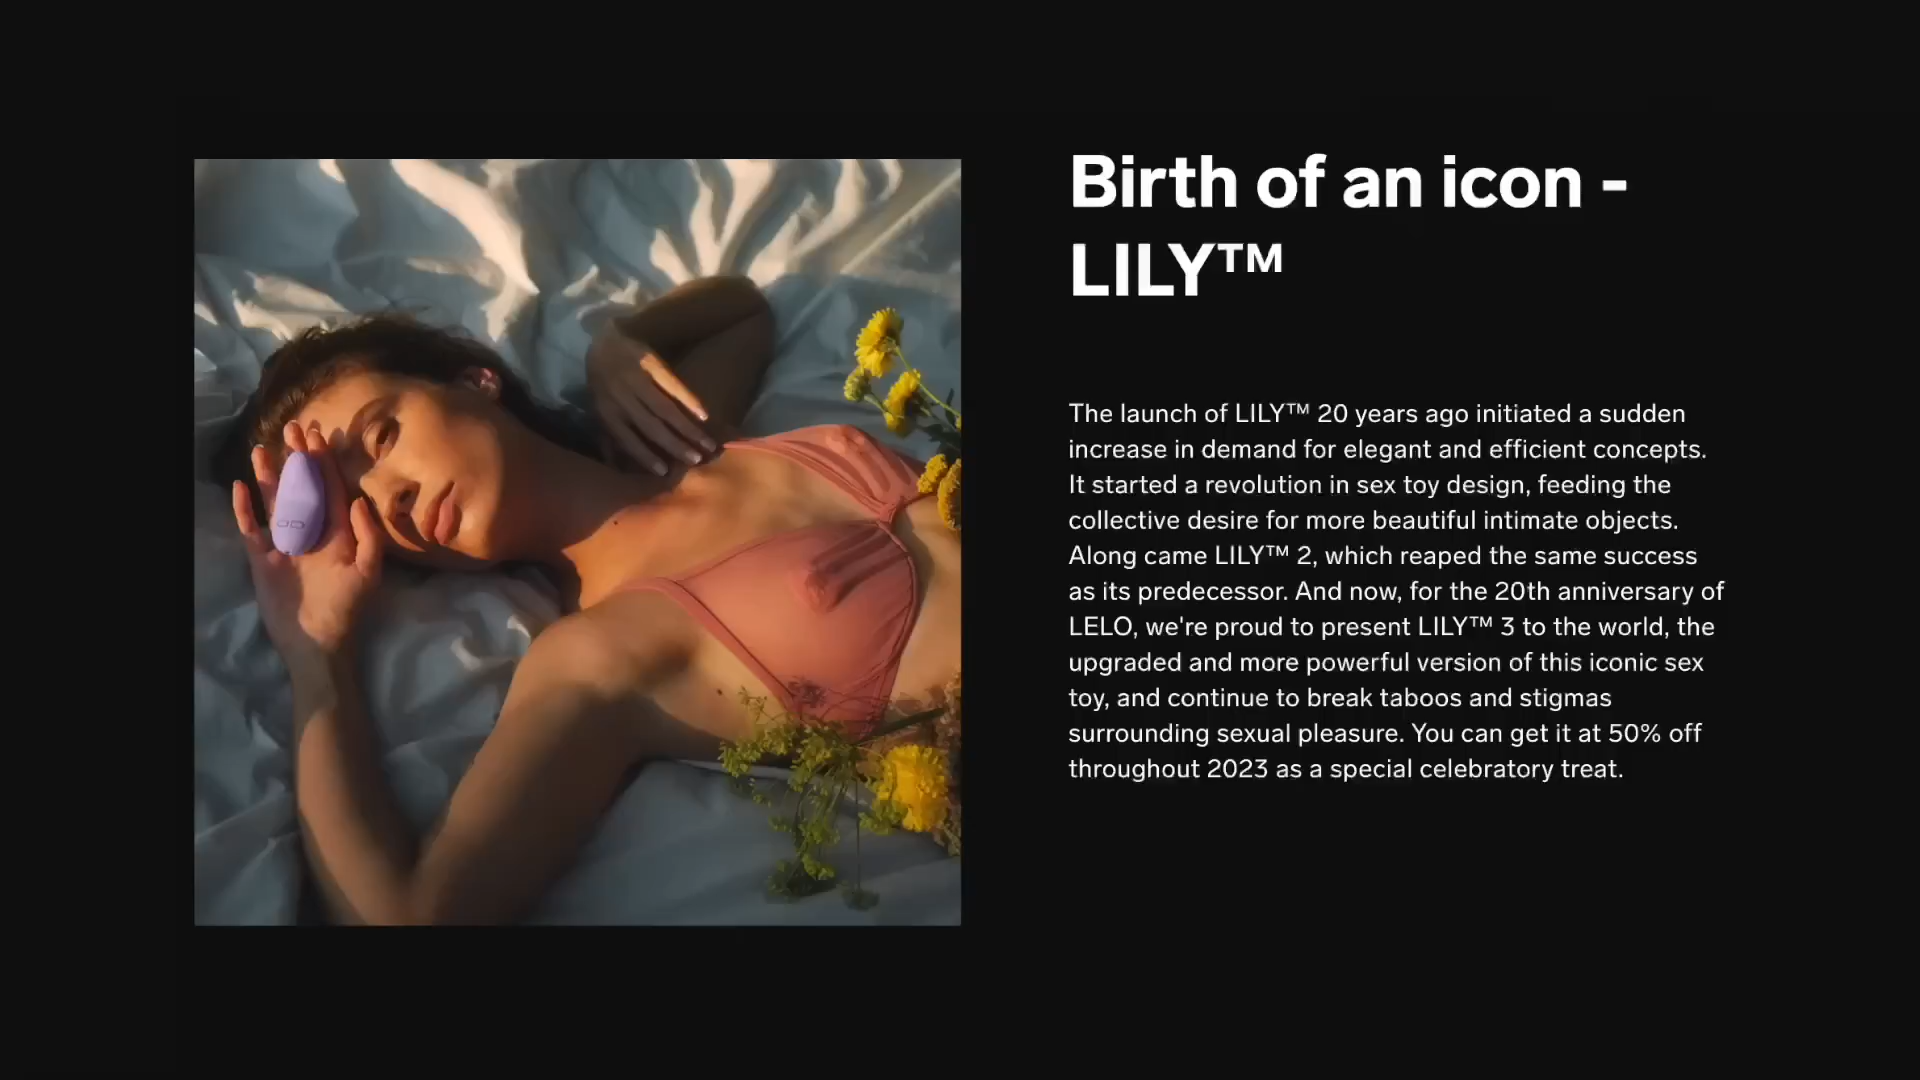 Birth of an icon -
LILY™
The launch of LILY™ 20 years ago initiated a sudden
increase in demand for elegant and efficient concepts.
It started a revolution in sex toy design, feeding the
collective desire for more beautiful intimate objects.
Along came LILY™ 2, which reaped the same success
as its predecessor. And now, for the 20th anniversary of
LELO, we're proud to present LILY™ 3 to the world, the
upgraded and more powerful version of this iconic sex
toy, and continue to break taboos and stigmas
surrounding sexual pleasure. You can get it at 50% off
throughout 2023 as a special celebratory treat.